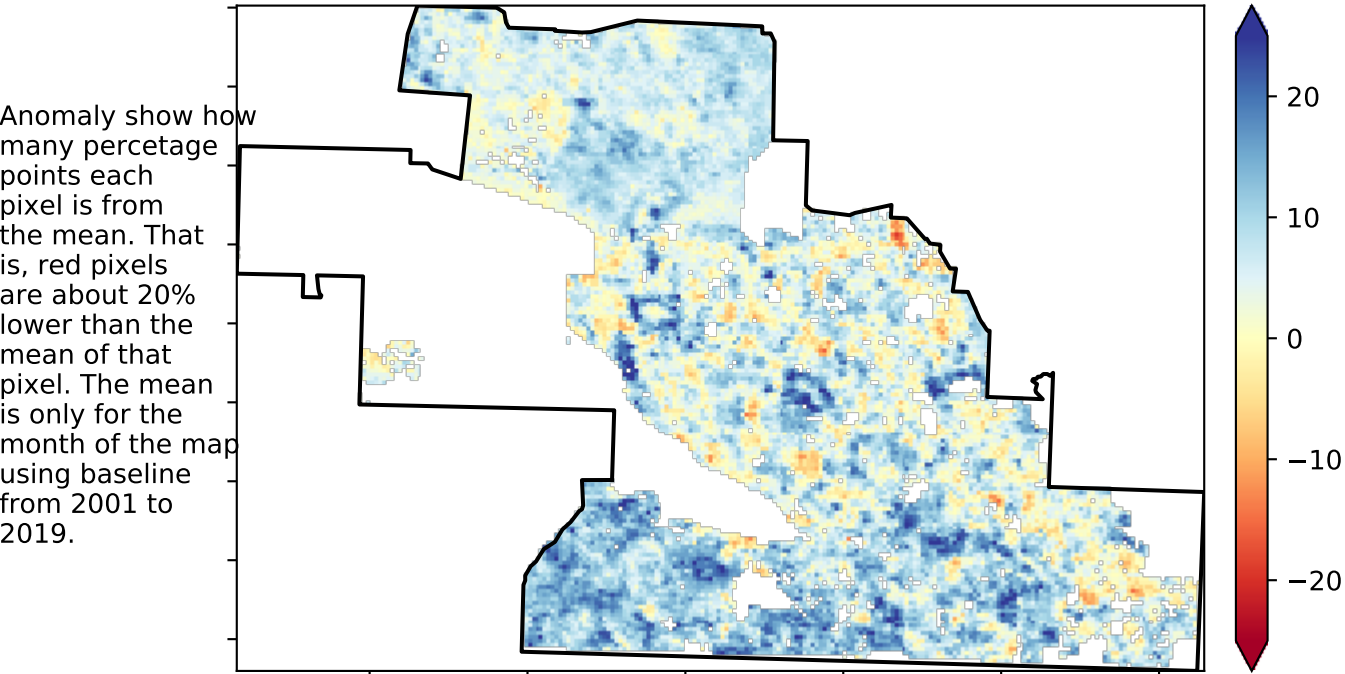 Anomaly show how
many percetage
points each
pixel is from
the mean. That
is, red pixels
are about 20%
lower than the
mean of that
pixel. The mean
is only for the
month of the map
using baseline
from 2001 to
2019.
20
10
0
−10
−20